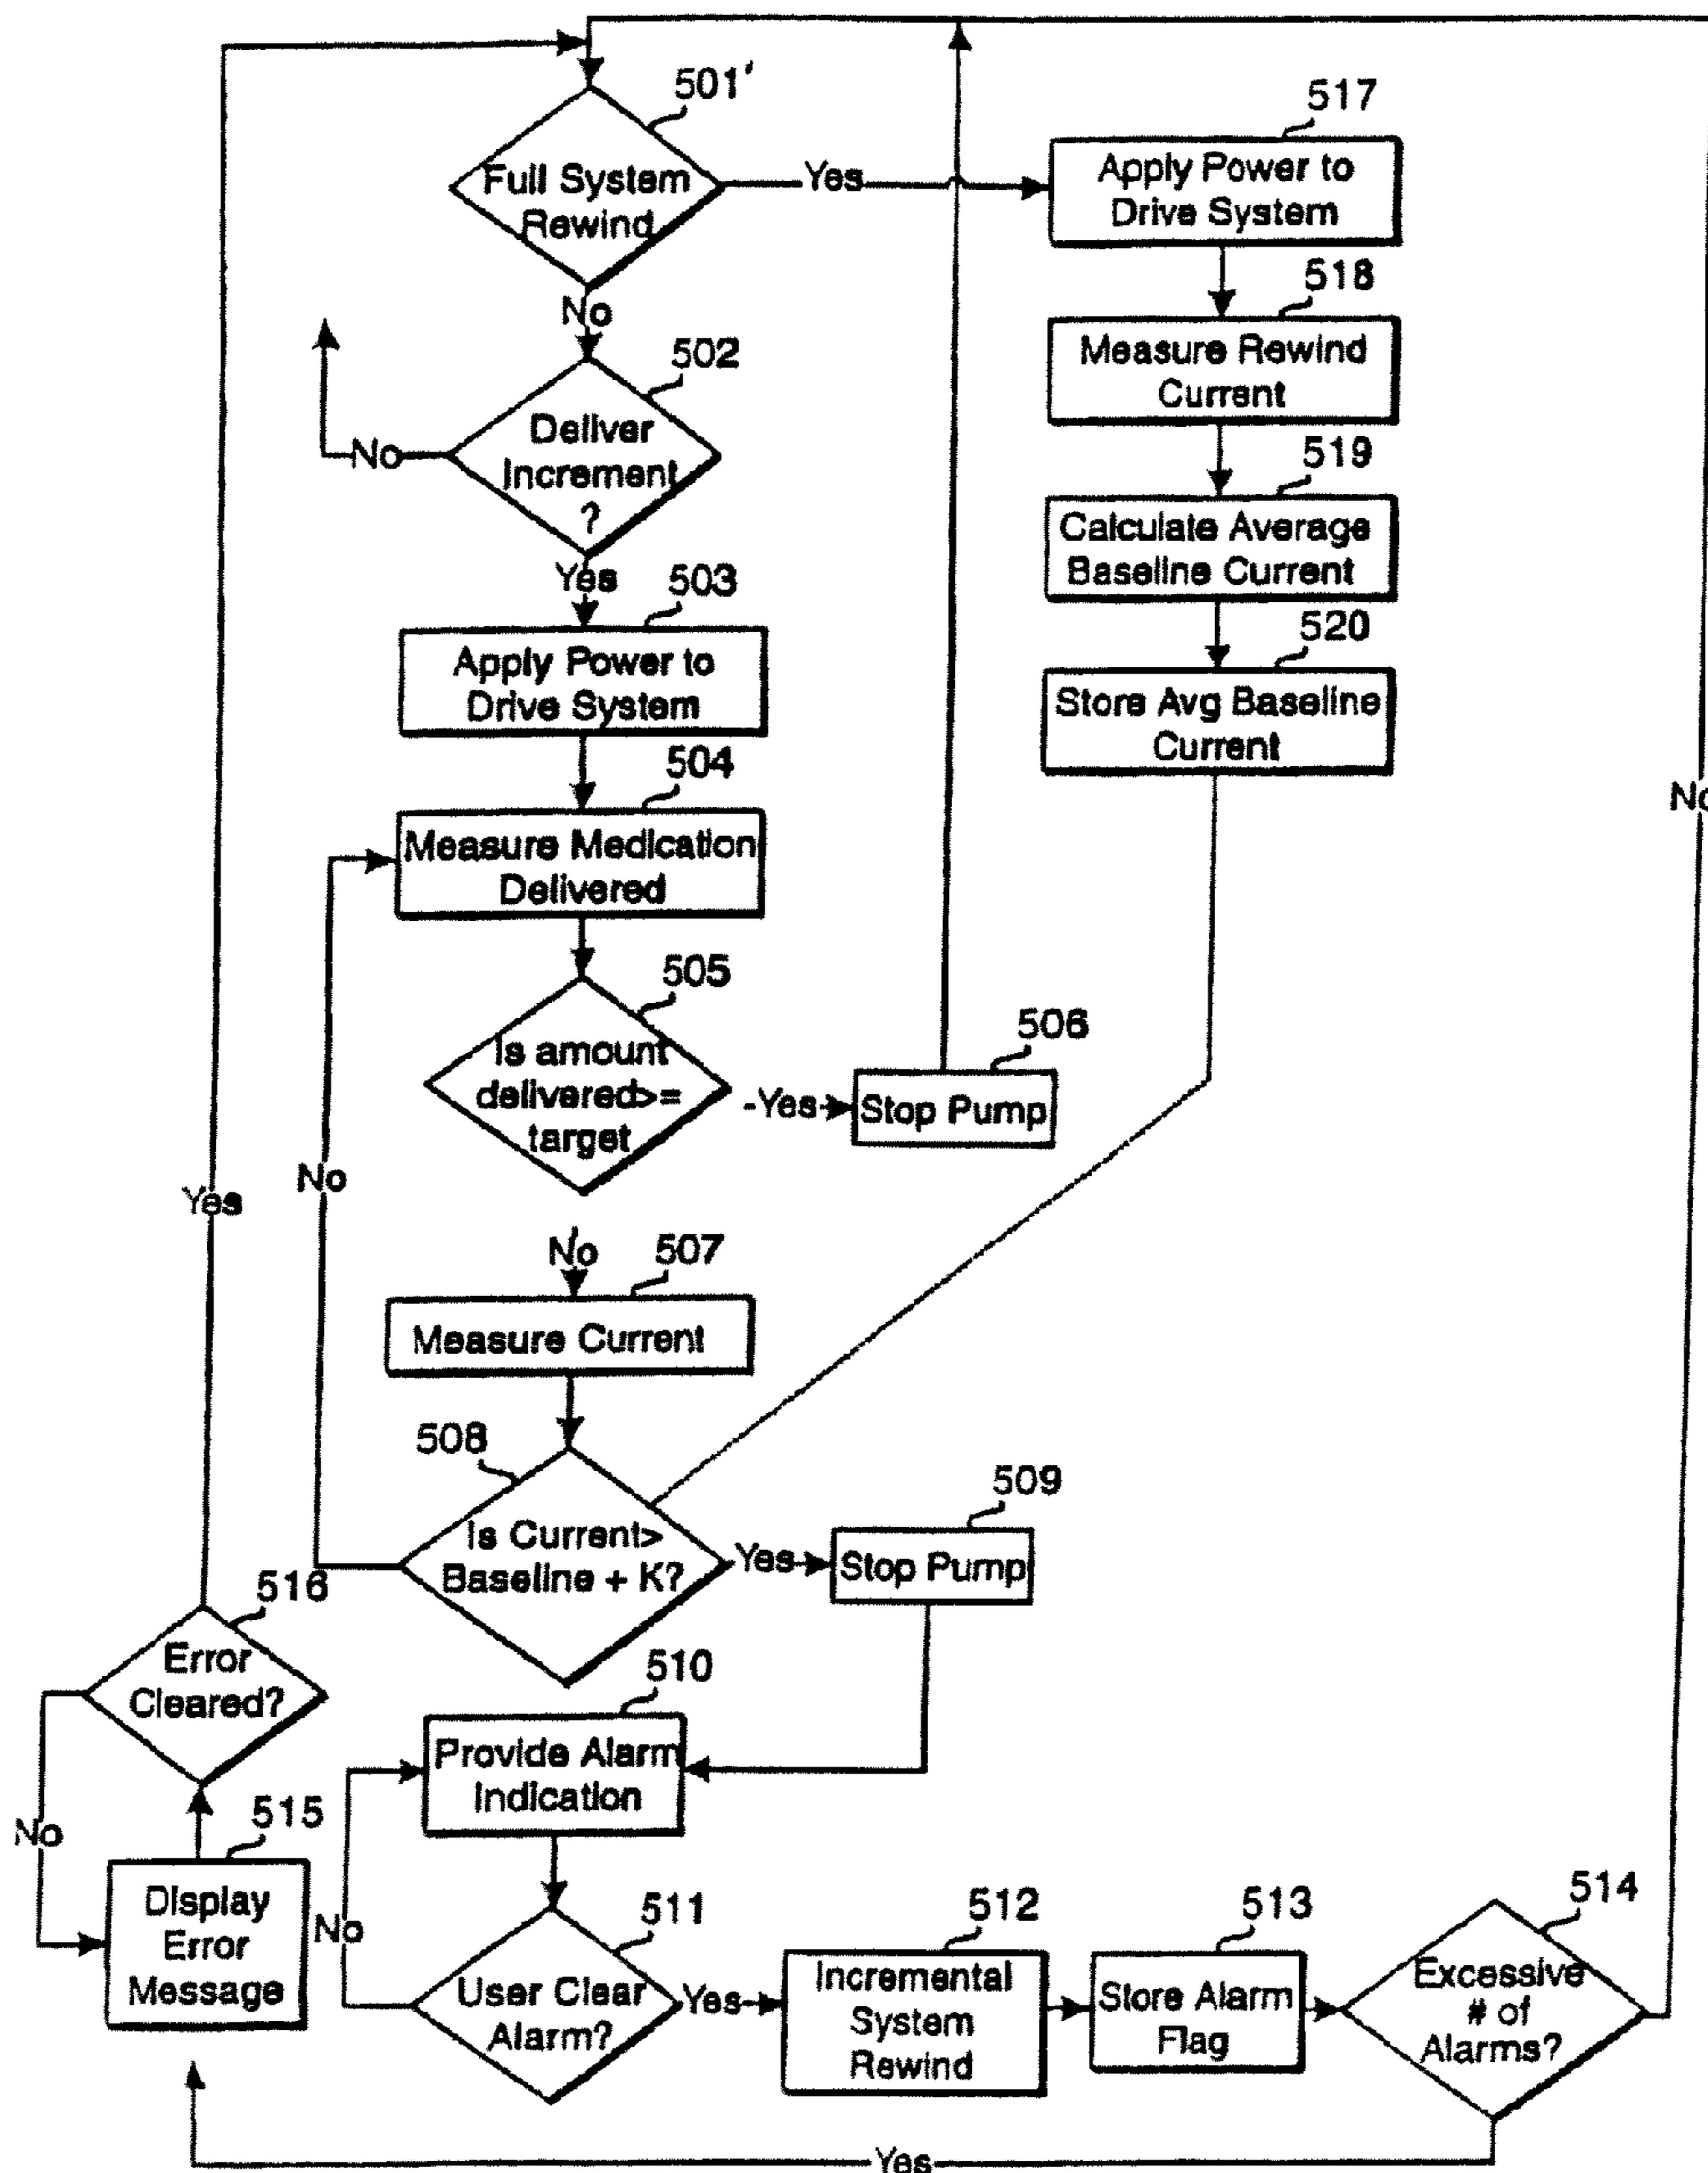 501'
Full System
Rewind
Yes
517
Apply Power to
Drive System
No
518
Measure Rewind
Current
502
Deliver
Increment
?
No
519
Calculate Average
Baseline Current
Yes
503
Apply Power to
Drive System
520
Store Avg Baseline
Current
504
Measure Medication
Delivered
No
505
Is amount
delivered>=
target
Yes
506
Stop Pump
No
Yes
No
507
Measure Current
508
Is Current>
Baseline + K?
Yes
509
Stop Pump
516
Error
Cleared?
No
510
Provide Alarm
Indication
515
Display
Error
Message
No
511
User Clear
Alarm?
Yes
512
Incremental
System
Rewind
513
Store Alarm
Flag
514
Excessive
# of
Alarms?
Yes